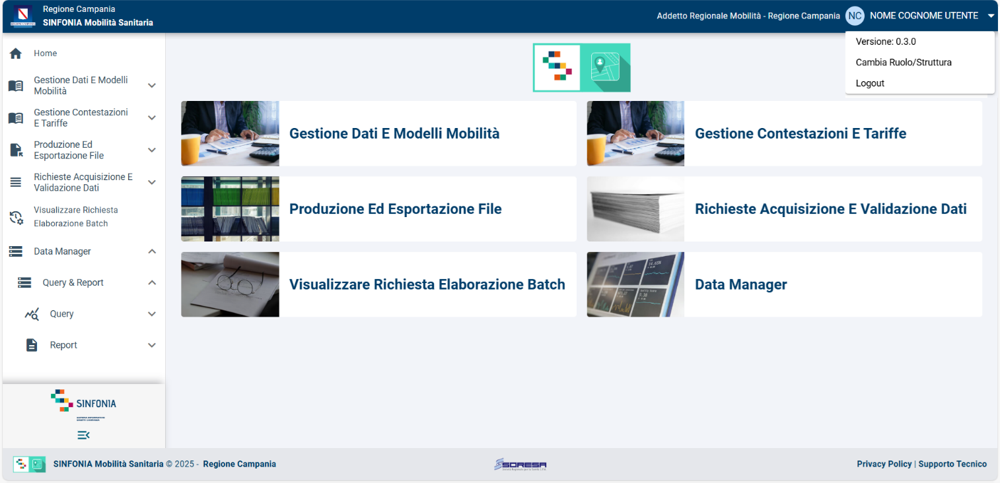 Regione Campania
SINFONIA Mobilità Sanitaria
Addetto Regionale Mobilità - Regione Campania NC NOME COGNOME UTENTE
Versione: 0.3.0
Cambia Ruolo/Struttura
Logout
Home
Gestione Dati E Modelli
Mobilità
Gestione Contestazioni
E Tariffe
Produzione Ed
Esportazione File
Richieste Acquisizione E
Validazione Dati
Visualizzare Richiesta
Elaborazione Batch
Data Manager
Query & Report
Query
Report
SINFONIA
Gestione Dati E Modelli Mobilità
Gestione Contestazioni E Tariffe
Produzione Ed Esportazione File
Richieste Acquisizione E Validazione Dati
Visualizzare Richiesta Elaborazione Batch
Data Manager
SINFONIA Mobilità Sanitaria © 2025 - Regione Campania
SORESA
Privacy Policy | Supporto Tecnico